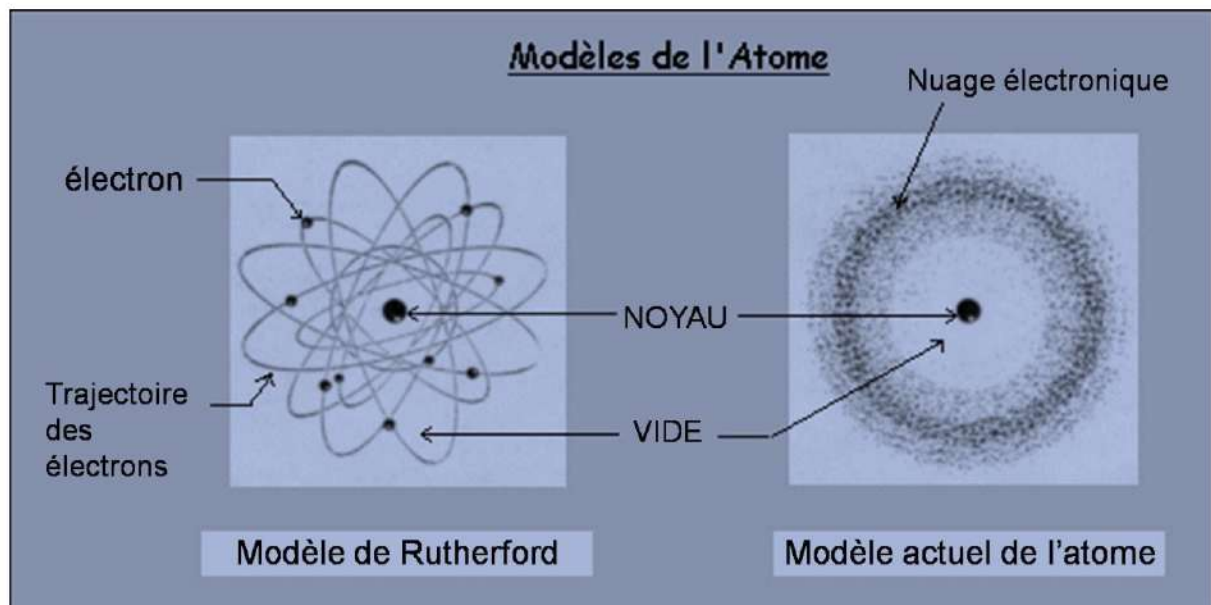 Modèles de l'Atome
Nuage électronique
électron
NOYAU
Trajectoire
des
électrons
VIDE
Modèle de Rutherford
Modèle actuel de l'atome